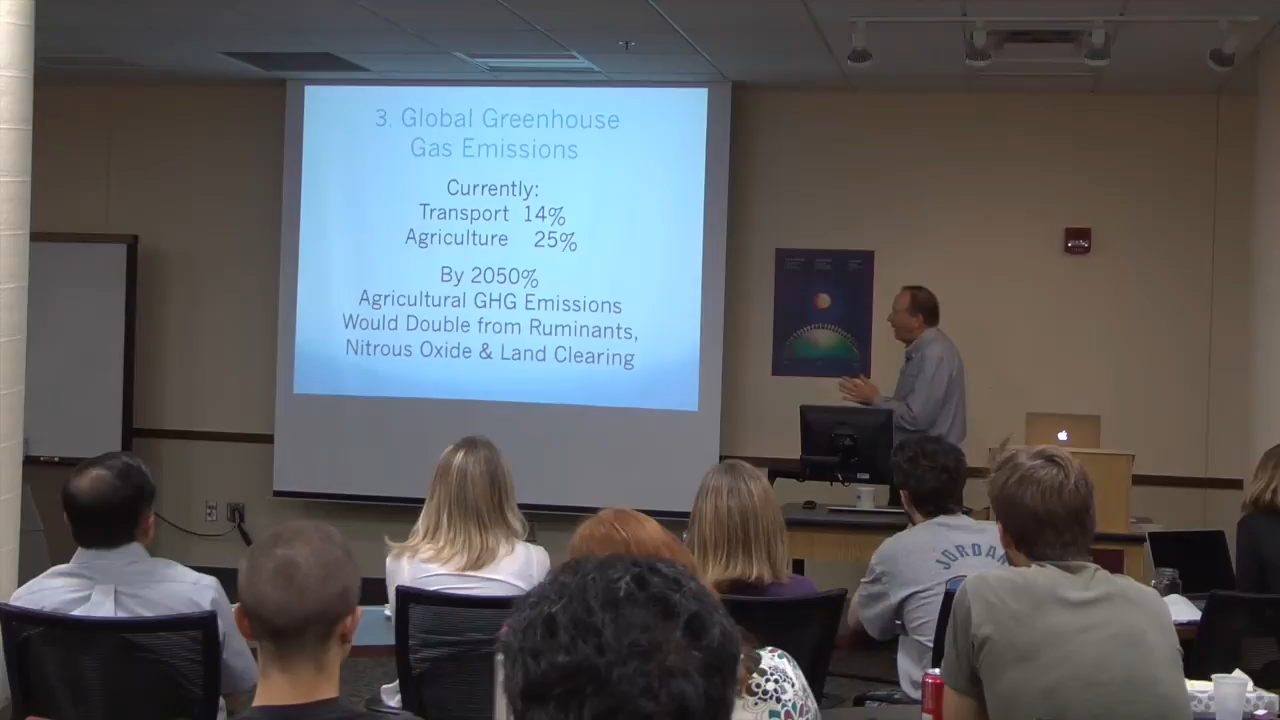 3. Global Greenhouse
Gas Emissions
Currently:
Transport 14%
Agriculture 25%
By 2050%
Agricultural GHG Emissions
Would Double from Ruminants,
Nitrous Oxide & Land Clearing
JORDAN